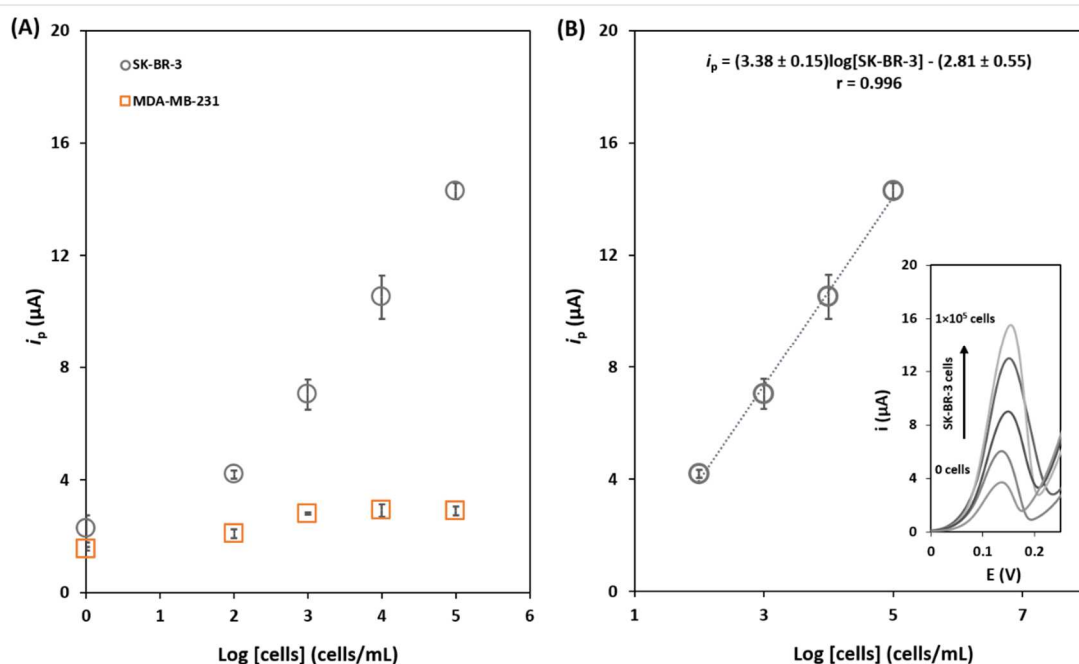 (A)
20
16
12
8
4
0
i_p (µA)
SK-BR-3
MDA-MB-231
0 1 2 3 4 5 6
Log [cells] (cells/mL)
(B)
20
16
12
8
4
0
i_p (µA)
i_p = (3.38 ± 0.15)log[SK-BR-3] - (2.81 ± 0.55)
r = 0.996
1 3 5 7
Log [cells] (cells/mL)
20
16
12
8
4
0
i (µA)
1×10⁵ cells
SK-BR-3 cells
0 cells
0 0.1 0.2
E (V)